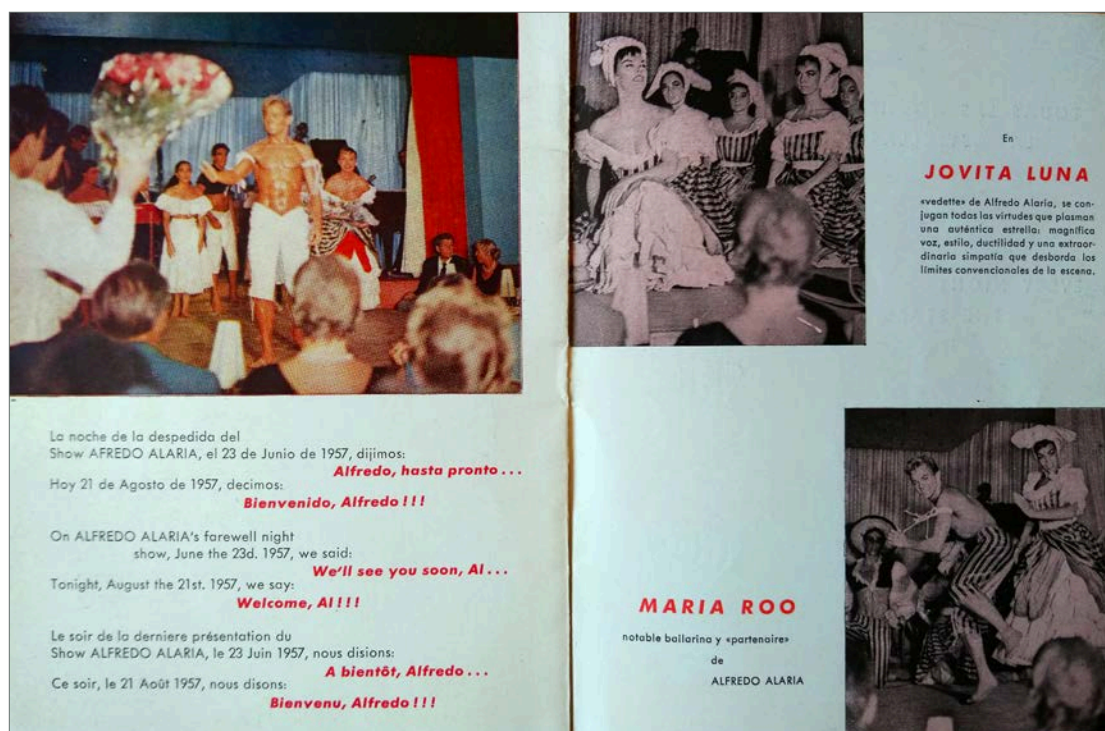 La noche de la despedida del
Show AFREDO ALARIA, el 23 de Junio de 1957, dijimos:
Alfredo, hasta pronto...
Hoy 21 de Agosto de 1957, decimos:
Bienvenido, Alfredo!!!
On ALFREDO ALARIA's farewell night
show, June the 23d. 1957, we said:
We'll see you soon, Al...
Tonight, August the 21st. 1957, we say:
Welcome, Al!!!
Le soir de la derniere présentation du
Show ALFREDO ALARIA, le 23 Juin 1957, nous disions:
A bientôt, Alfredo...
Ce soir, le 21 Août 1957, nous disons:
Bienvenu, Alfredo!!!
En
JOVITA LUNA
«vedette» de Alfredo Alaria, se con-
jugan todas las virtudes que plasman
una auténtica estrella: magnífica
voz, estilo, ductilidad y una extraor-
dinaria simpatía que desborda los
límites convencionales de la escena.
MARIA ROO
notable bailarina y «partenaire»
de
ALFREDO ALARIA